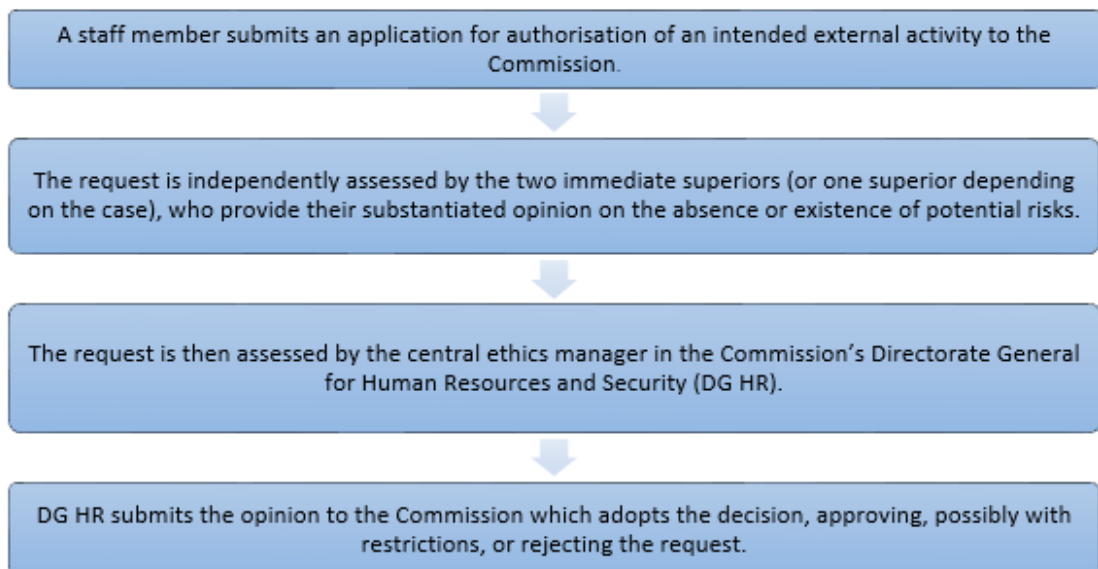 A staff member submits an application for authorisation of an intended external activity to the
Commission.
The request is independently assessed by the two immediate superiors (or one superior depending
on the case), who provide their substantiated opinion on the absence or existence of potential risks.
The request is then assessed by the central ethics manager in the Commission’s Directorate General
for Human Resources and Security (DG HR).
DG HR submits the opinion to the Commission which adopts the decision, approving, possibly with
restrictions, or rejecting the request.